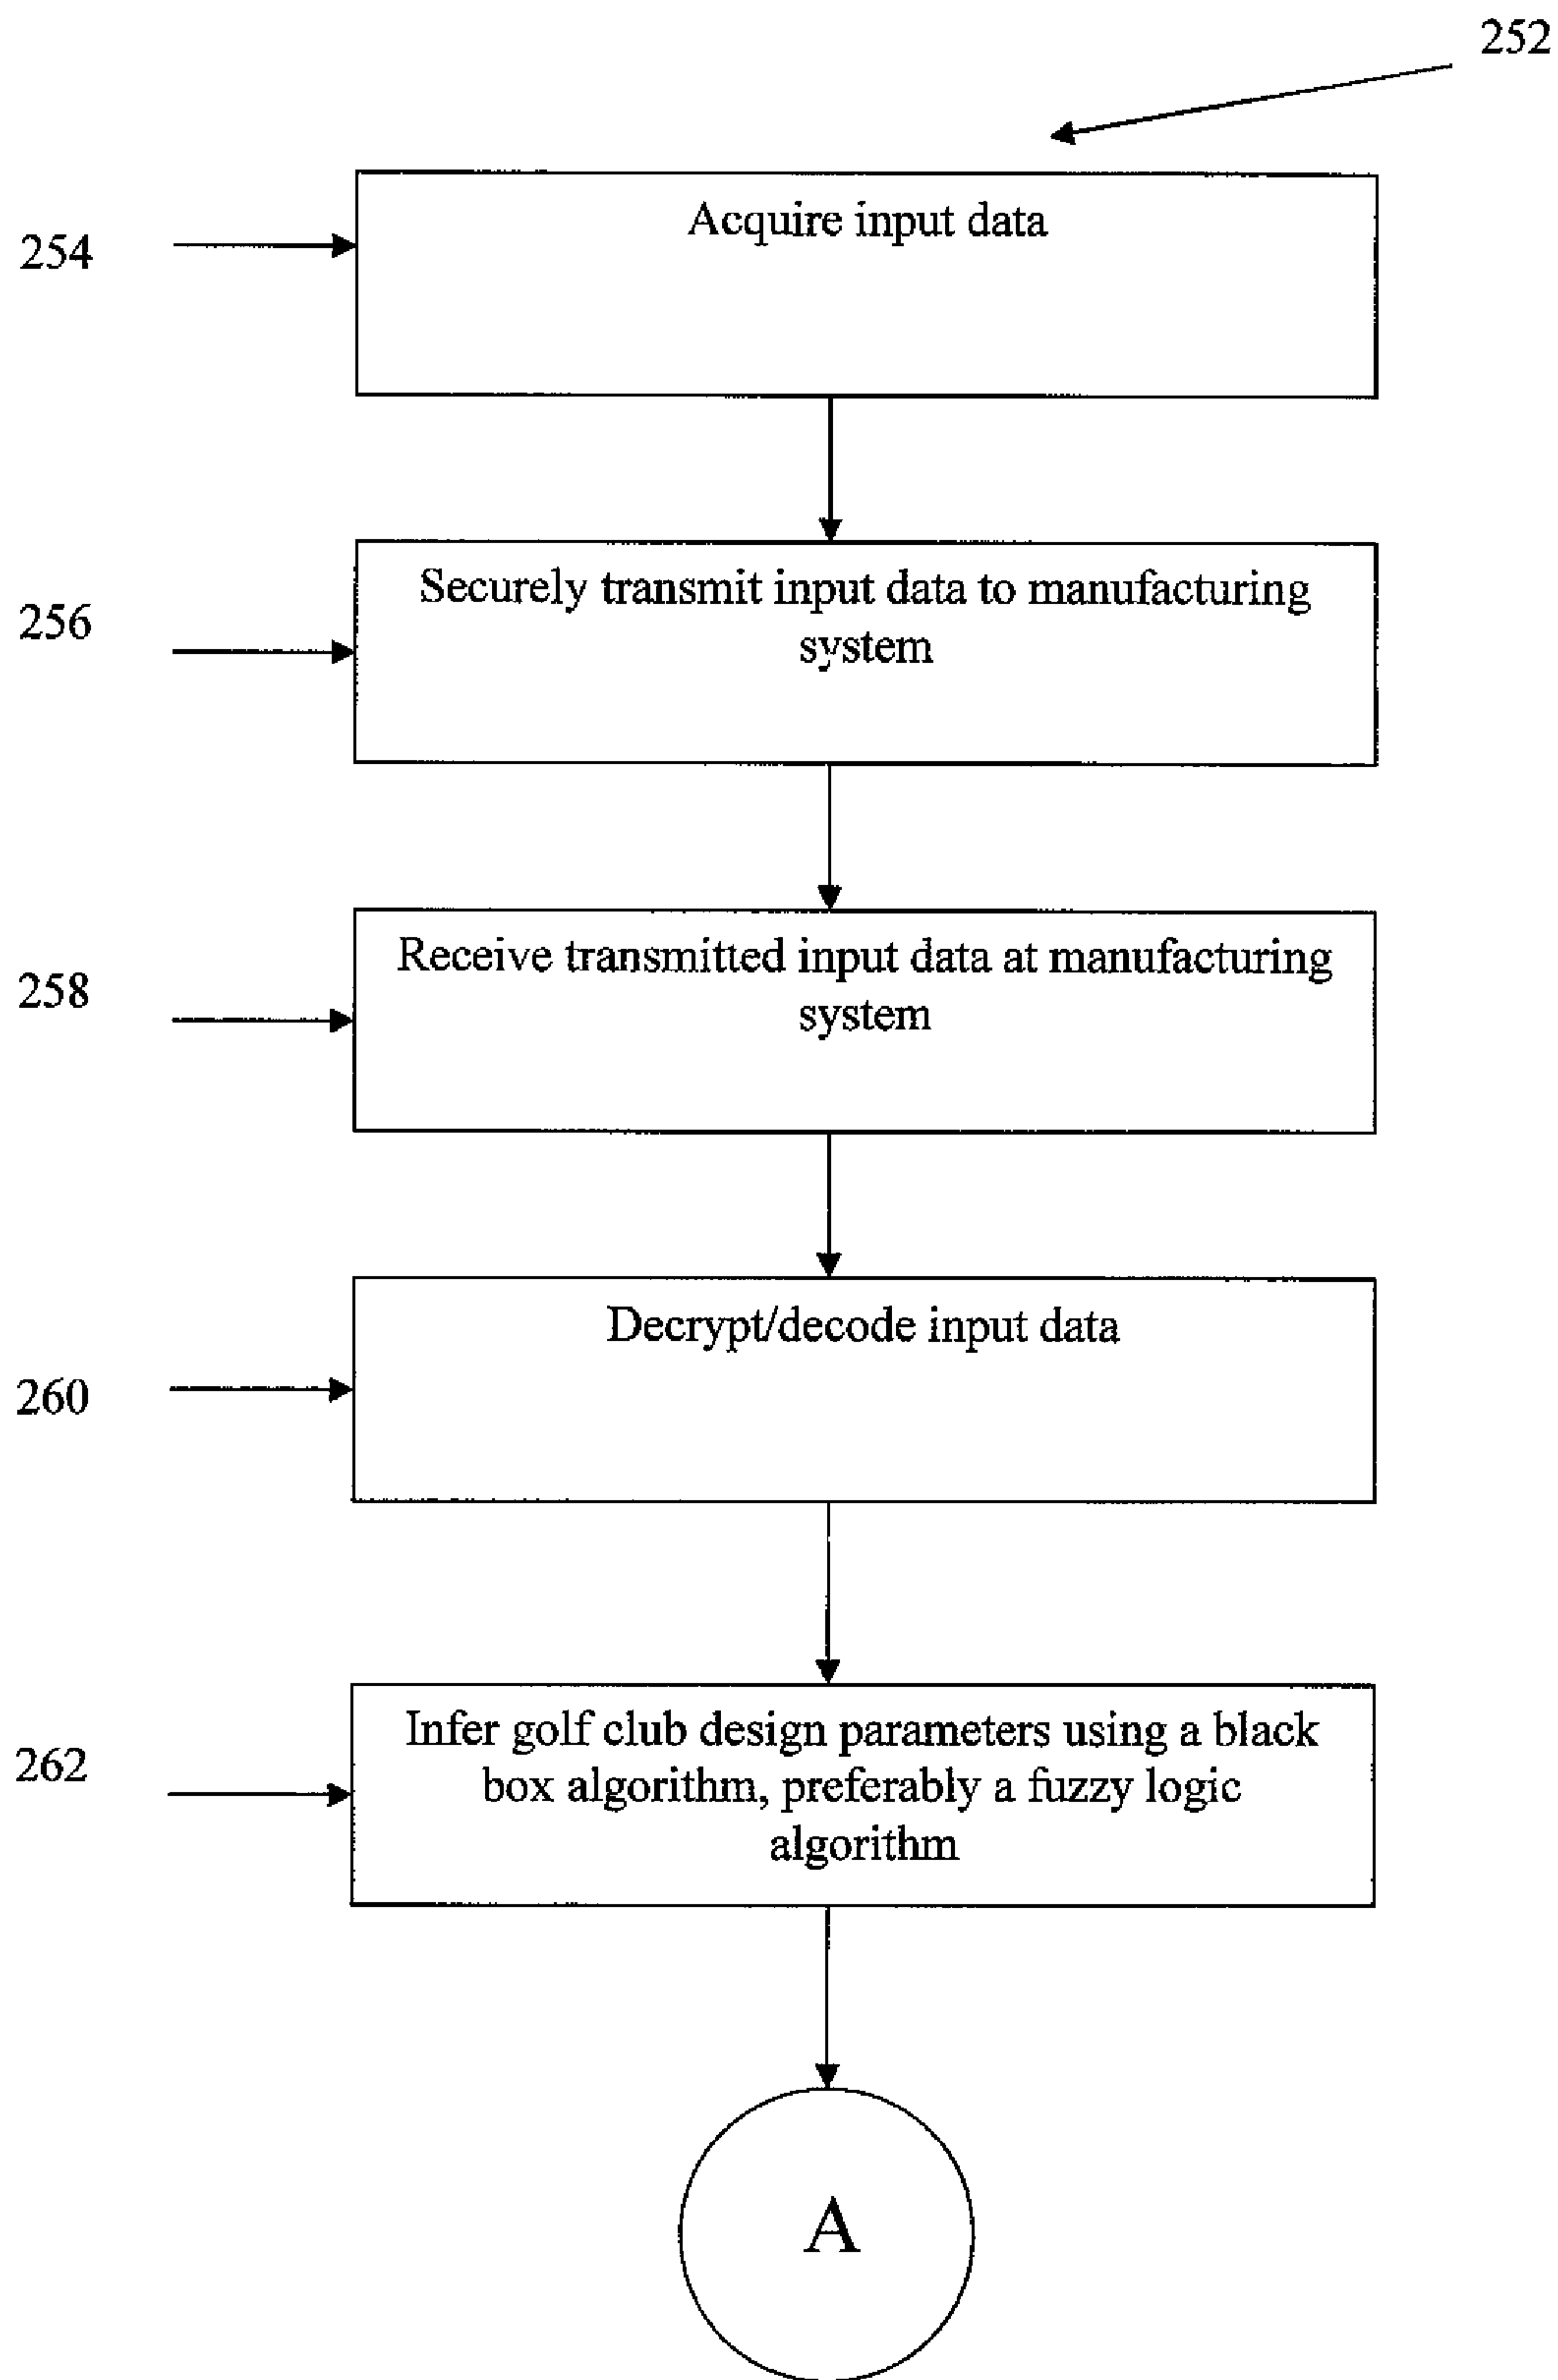 252
254
Acquire input data
256
Securely transmit input data to manufacturing
system
258
Receive transmitted input data at manufacturing
system
260
Decrypt/decode input data
262
Infer golf club design parameters using a black
box algorithm, preferably a fuzzy logic
algorithm
A